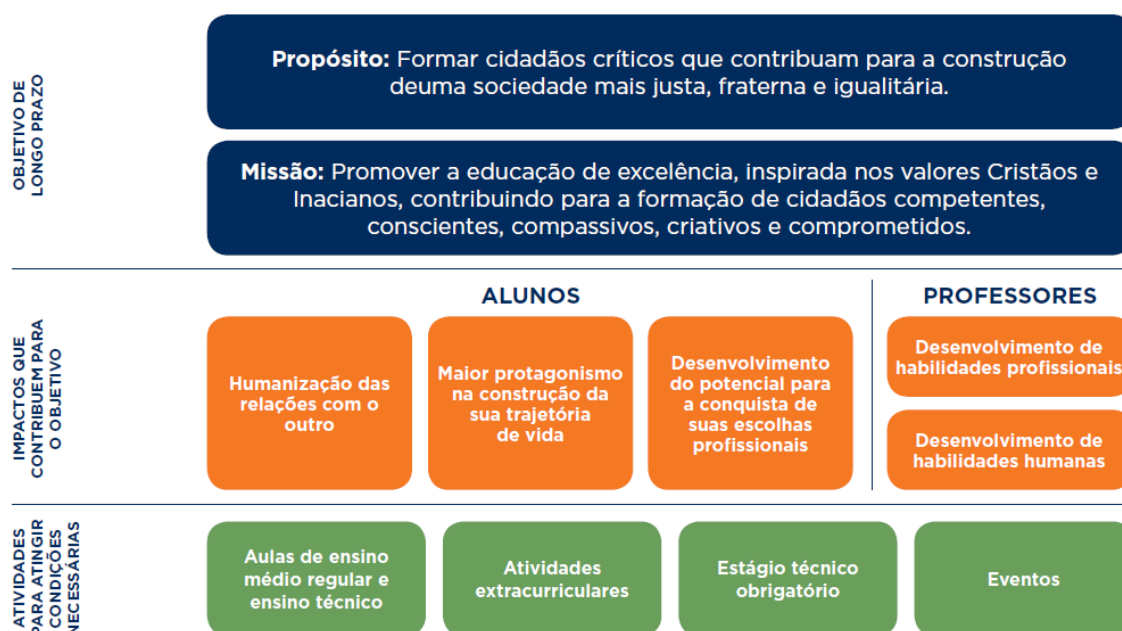 OBJETIVO DE
LONGO PRAZO
Propósito: Formar cidadãos críticos que contribuam para a construção
deuma sociedade mais justa, fraterna e igualitária.
Missão: Promover a educação de excelência, inspirada nos valores Cristãos e
Inacianos, contribuindo para a formação de cidadãos competentes,
conscientes, compassivos, criativos e comprometidos.
IMPACTOS QUE
CONTRIBUEM PARA
O OBJETIVO
ALUNOS
Humanização das
relações com o
outro
Maior protagonismo
na construção da
sua trajetória
de vida
Desenvolvimento
do potencial para
a conquista de
suas escolhas
profissionais
PROFESSORES
Desenvolvimento de
habilidades profissionais
Desenvolvimento de
habilidades humanas
ATIVIDADES
PARA ATINGIR
CONDIÇÕES
NECESSÁRIAS
Aulas de ensino
médio regular e
ensino técnico
Atividades
extracurriculares
Estágio técnico
obrigatório
Eventos